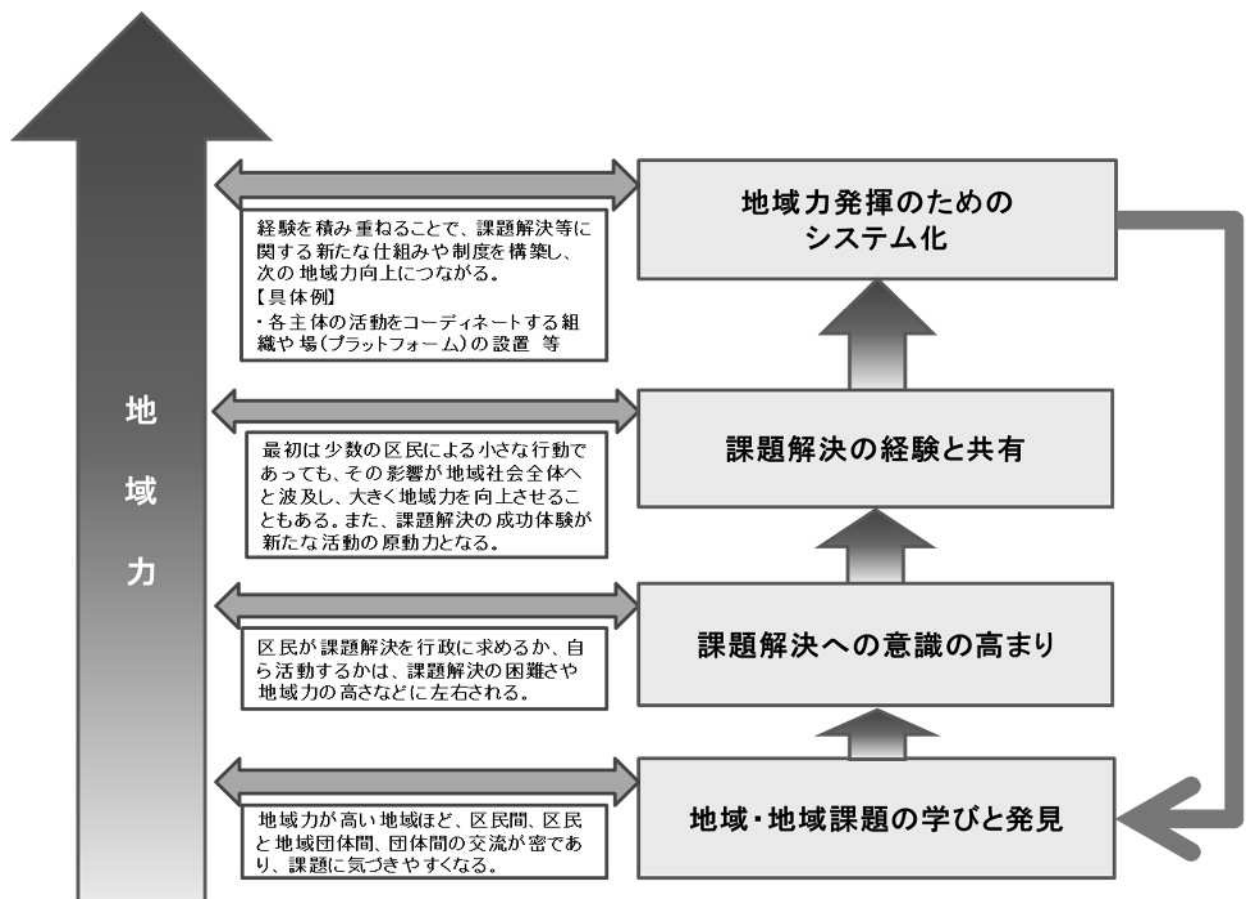 地域力
地域力発揮のための
システム化
経験を積み重ねることで、課題解決等に
関する新たな仕組みや制度を構築し、
次の地域力向上につながる。
【具体例】
・各主体の活動をコーディネートする組
織や場(プラットフォーム)の設置 等
課題解決の経験と共有
最初は少数の区民による小さな行動で
あっても、その影響が地域社会全体へ
と波及し、大きく地域力を向上させるこ
ともある。また、課題解決の成功体験が
新たな活動の原動力となる。
課題解決への意識の高まり
区民が課題解決を行政に求めるか、自
ら活動するかは、課題解決の困難さや
地域力の高さなどに左右される。
地域・地域課題の学びと発見
地域力が高い地域ほど、区民間、区民
と地域団体間、団体間の交流が密であ
り、課題に気づきやすくなる。